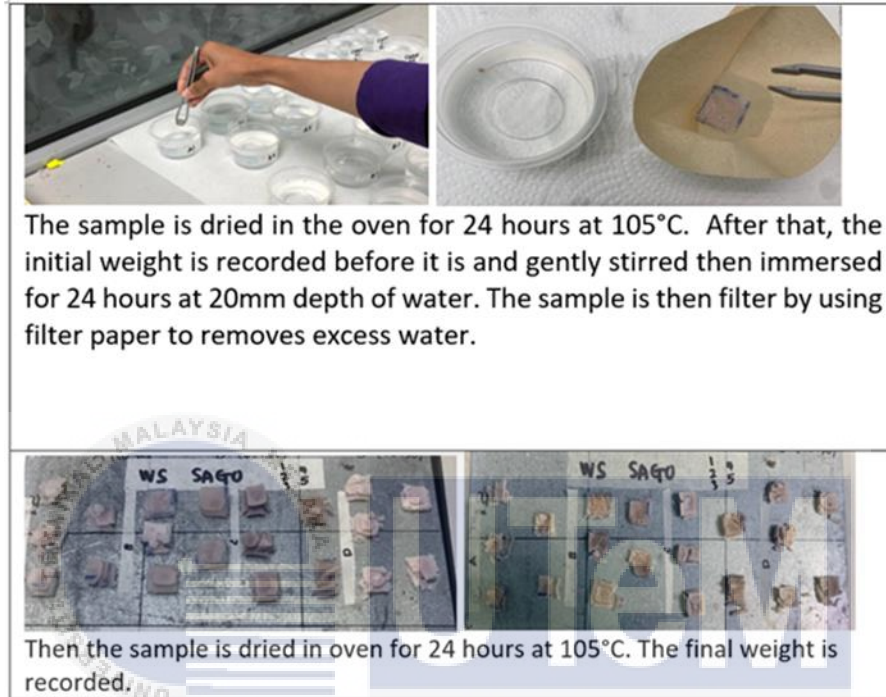 The sample is dried in the oven for 24 hours at 105°C. After that, the
initial weight is recorded before it is and gently stirred then immersed
for 24 hours at 20mm depth of water. The sample is then filter by using
filter paper to removes excess water.
MALAYSIA
WS SAGO
WS SAGO
UTeM
Then the sample is dried in oven for 24 hours at 105°C. The final weight is
recorded.